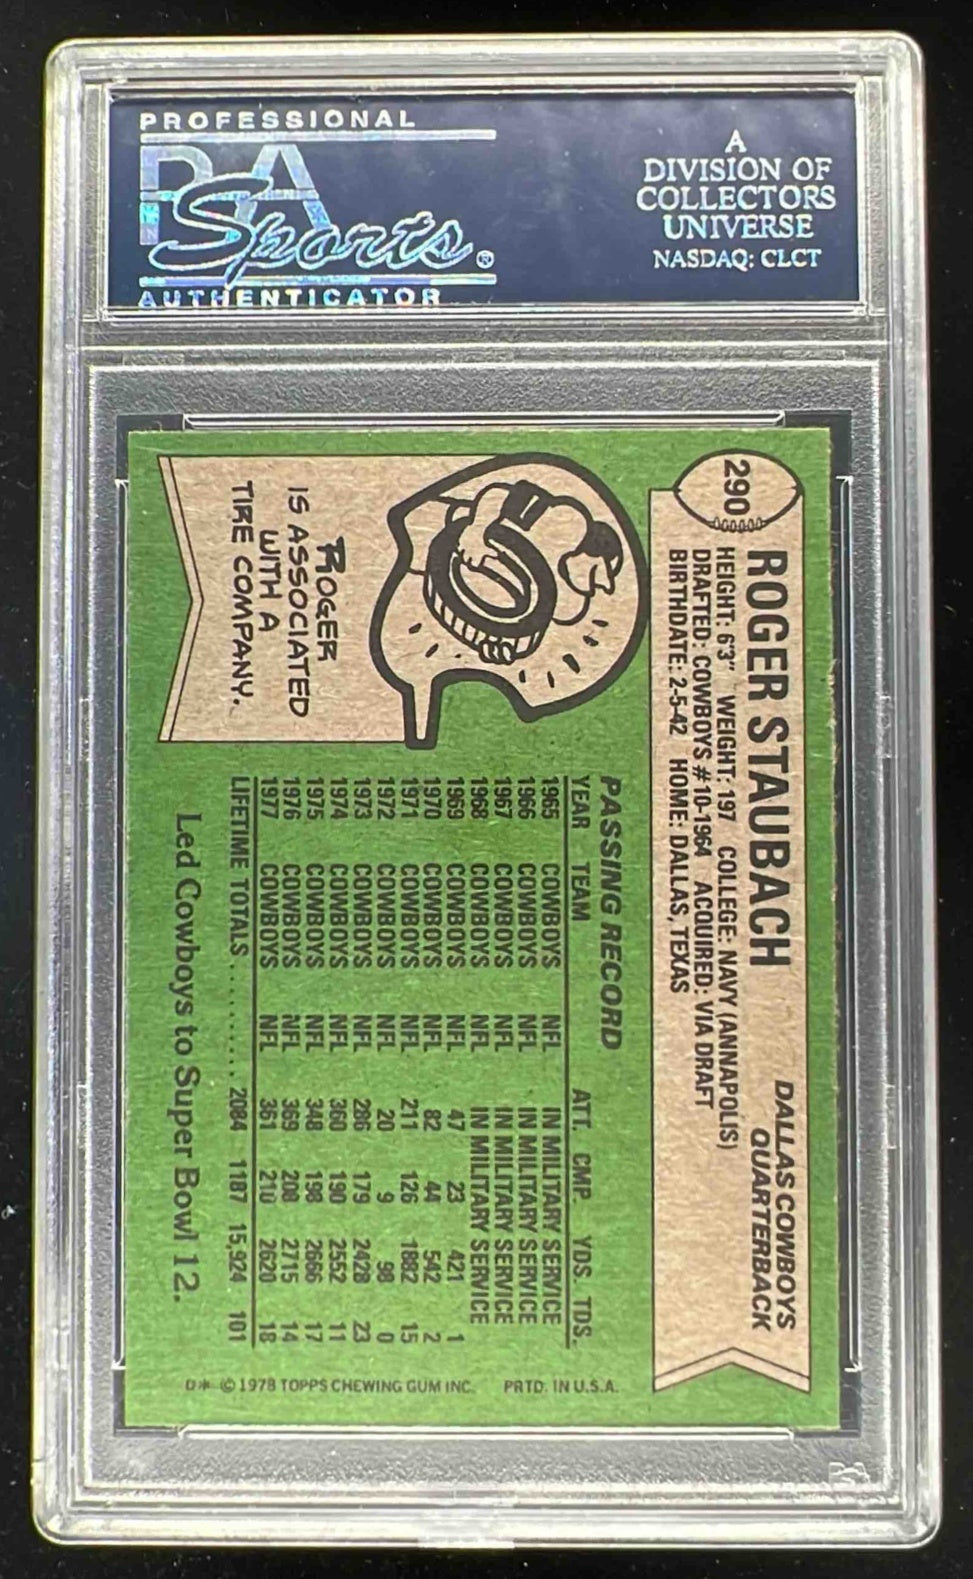 PROFESSIONAL
PSA
Sports®
AUTHENTICATOR
A
DIVISION OF
COLLECTORS
UNIVERSE
NASDAQ: CLCT
290
ROGER STAUBACH
DALLAS COWBOYS
QUARTERBACK
HEIGHT: 6'3" WEIGHT: 197 COLLEGE: NAVY (ANNAPOLIS)
DRAFTED: COWBOYS #10-1964 ACQUIRED: VIA DRAFT
BIRTHDATE: 2-5-42 HOME: DALLAS, TEXAS
ROGER
IS ASSOCIATED
WITH A
TIRE COMPANY.
PASSING RECORD
YEAR TEAM ATT. CMP. YDS. TDS.
1965 COWBOYS NFL IN MILITARY SERVICE
1966 COWBOYS NFL IN MILITARY SERVICE
1967 COWBOYS NFL IN MILITARY SERVICE
1968 COWBOYS NFL IN MILITARY SERVICE
1969 COWBOYS NFL 47 23 421 1
1970 COWBOYS NFL 82 44 542 2
1971 COWBOYS NFL 211 126 1882 15
1972 COWBOYS NFL 20 9 98 0
1973 COWBOYS NFL 286 179 2428 23
1974 COWBOYS NFL 360 190 2552 11
1975 COWBOYS NFL 348 198 2666 17
1976 COWBOYS NFL 369 208 2715 14
1977 COWBOYS NFL 361 210 2620 18
LIFETIME TOTALS ........ 2084 1187 15,924 101
Led Cowboys to Super Bowl 12.
D* © 1978 TOPPS CHEWING GUM INC. PRTD. IN U.S.A.
PSA